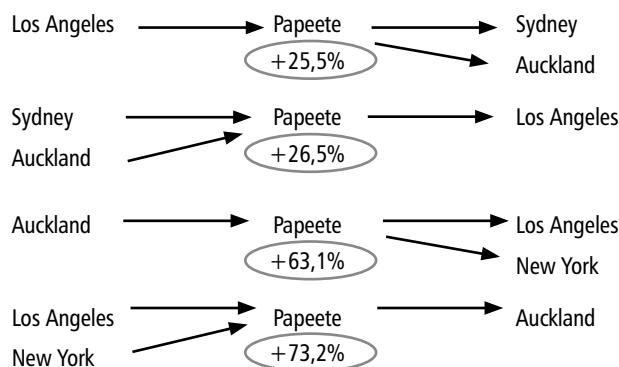 Los Angeles Papeete Sydney
+25,5% Auckland
Sydney Papeete Los Angeles
Auckland +26,5%
Auckland Papeete Los Angeles
+63,1% New York
Los Angeles Papeete Auckland
New York +73,2%